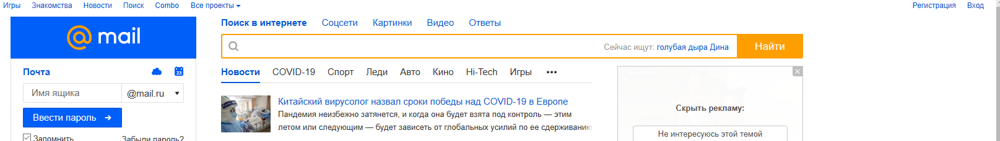 Игры Знакомства Новости Поиск Combo Все проекты Регистрация Вход
@mail
Почта
23
Имя ящика @mail.ru
Ввести пароль →
Запомнить Забыли пароль?
Поиск в интернете Соцсети Картинки Видео Ответы
Сейчас ищут: голубая дыра Дина Найти
Новости COVID-19 Спорт Леди Авто Кино Hi-Tech Игры •••
Китайский вирусолог назвал сроки победы над COVID-19 в Европе
Пандемия неизбежно затянется, и когда она будет взята под контроль — этим
летом или следующим — будет зависеть от глобальных усилий по ее сдерживанию
Скрыть рекламу:
Не интересуюсь этой темой